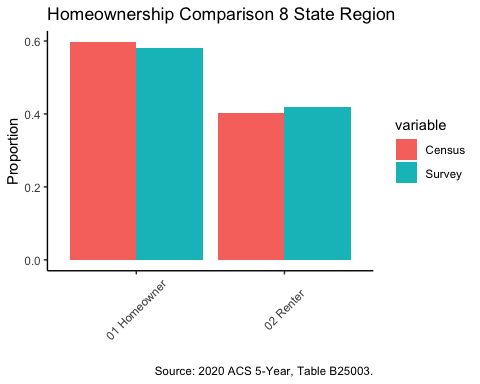 Homeownership Comparison 8 State Region
Proportion
0.6
0.4
0.2
0.0
01 Homeowner
02 Renter
variable
Census
Survey
Source: 2020 ACS 5-Year, Table B25003.